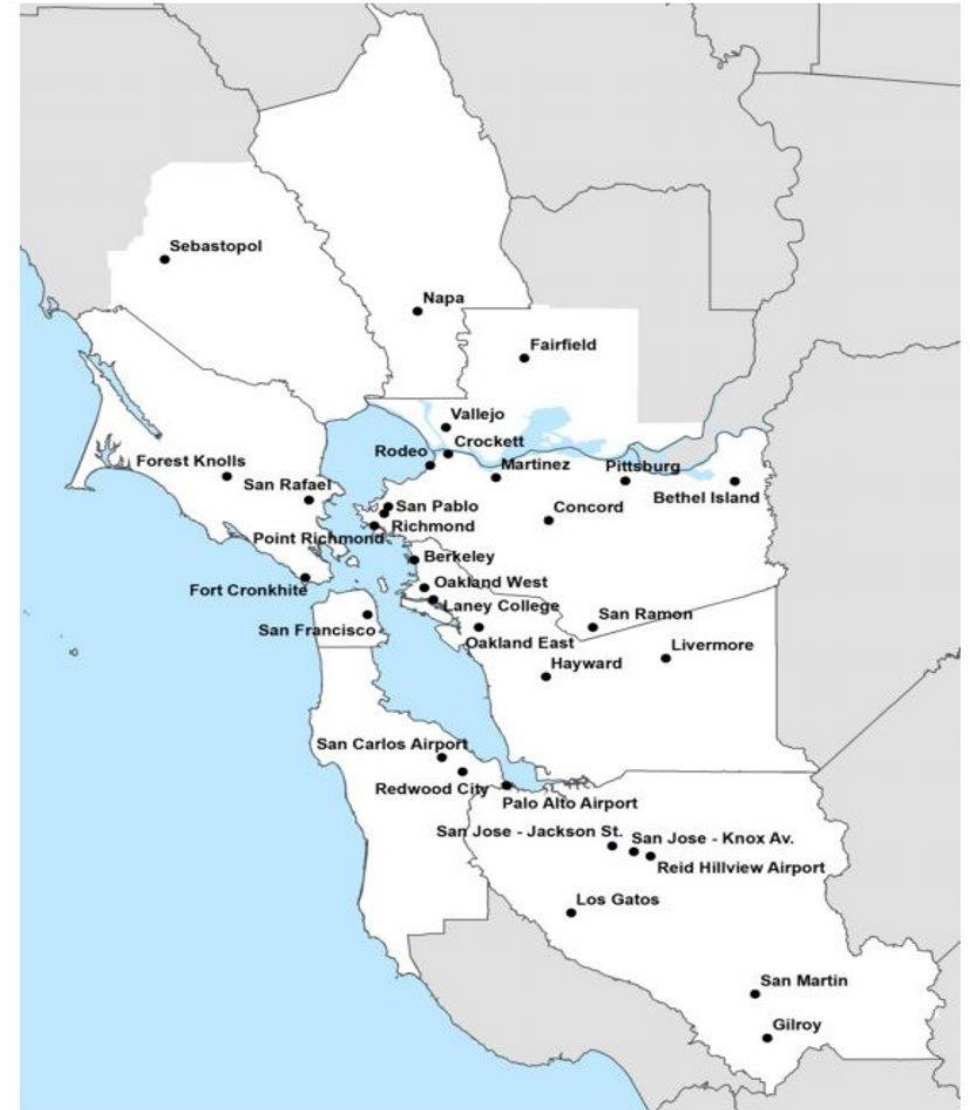 Sebastopol
Napa
Fairfield
Vallejo
Crockett
Rodeo
Martinez
Pittsburg
Forest Knolls
San Rafael
Bethel Island
San Pablo
Concord
Richmond
Point Richmond
Berkeley
Oakland West
Fort Cronkhite
Laney College
San Ramon
San Francisco
Oakland East
Livermore
Hayward
San Carlos Airport
Redwood City
Palo Alto Airport
San Jose - Jackson St.
San Jose - Knox Av.
Reid Hillview Airport
Los Gatos
San Martin
Gilroy